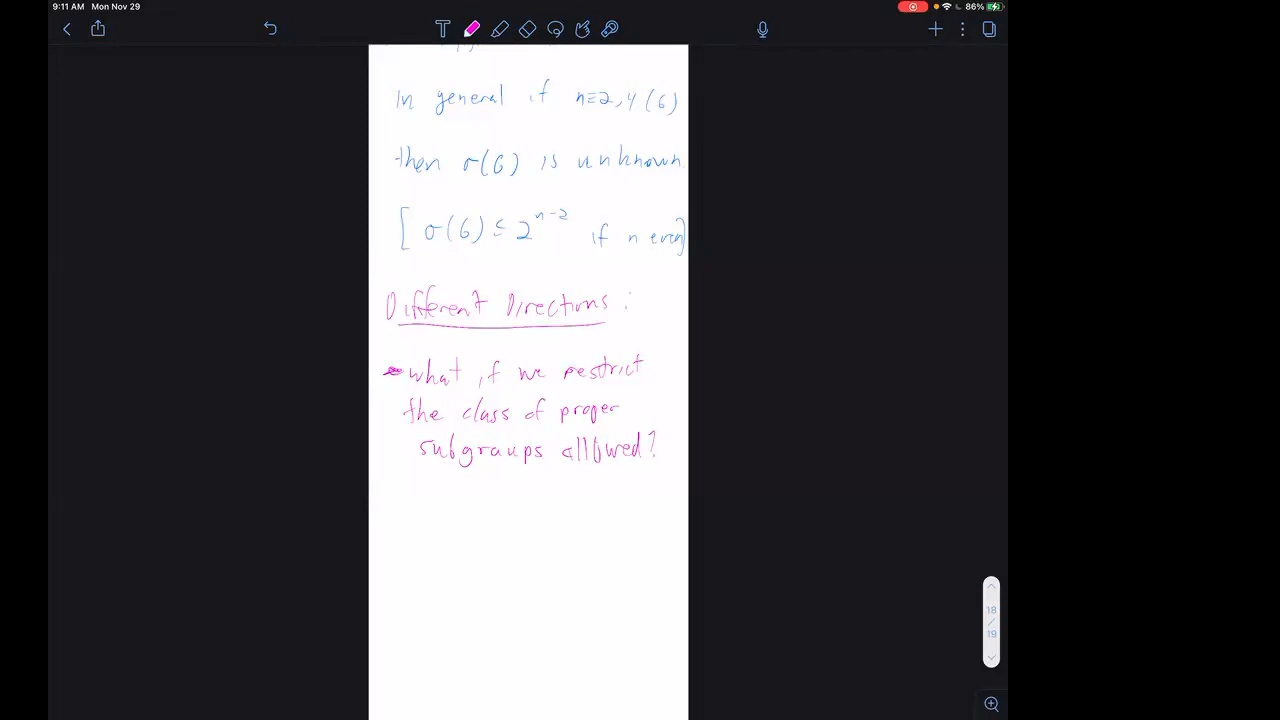 9:11 AM Mon Nov 29
86%
T
In general if n≡2,4 (6)
then σ(G) is unknown.
[ σ(G) ≤ 2^{n-2} if n even]
Different Directions :
- what if we restrict
the class of proper
subgroups allowed?
18
/
19